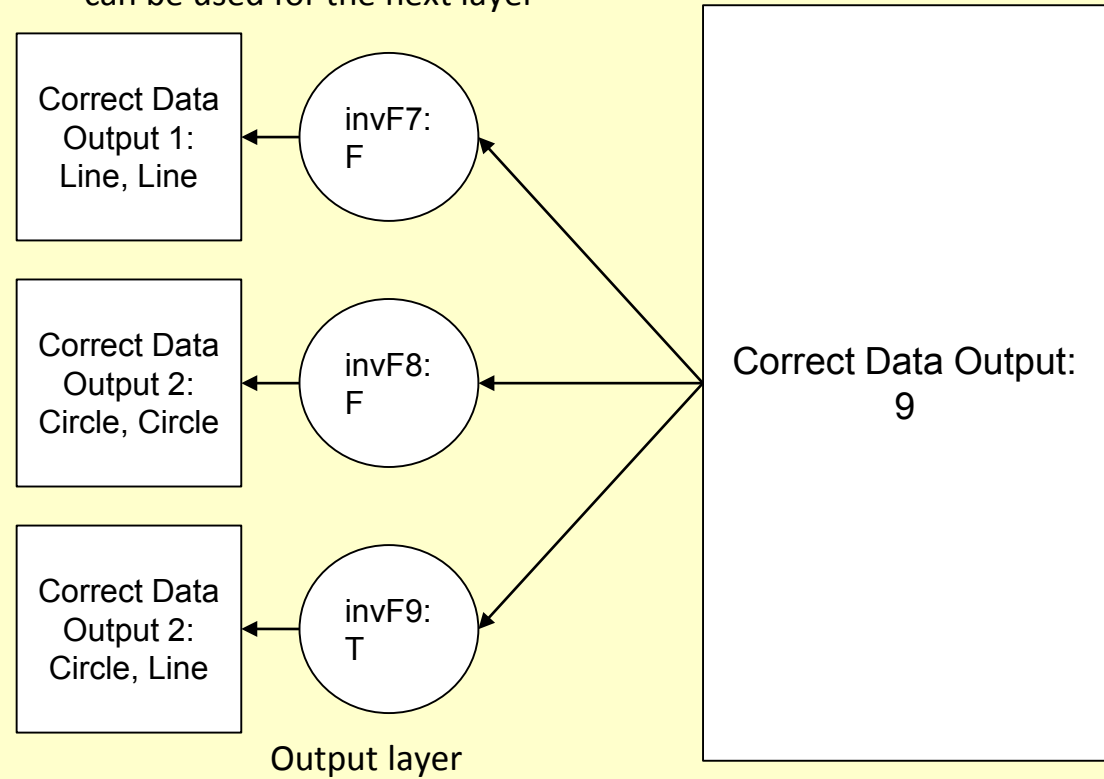 can be used for the next layer
Correct Data
Output 1:
Line, Line
invF7:
F
Correct Data
Output 2:
Circle, Circle
invF8:
F
Correct Data Output:
9
Correct Data
Output 2:
Circle, Line
invF9:
T
Output layer